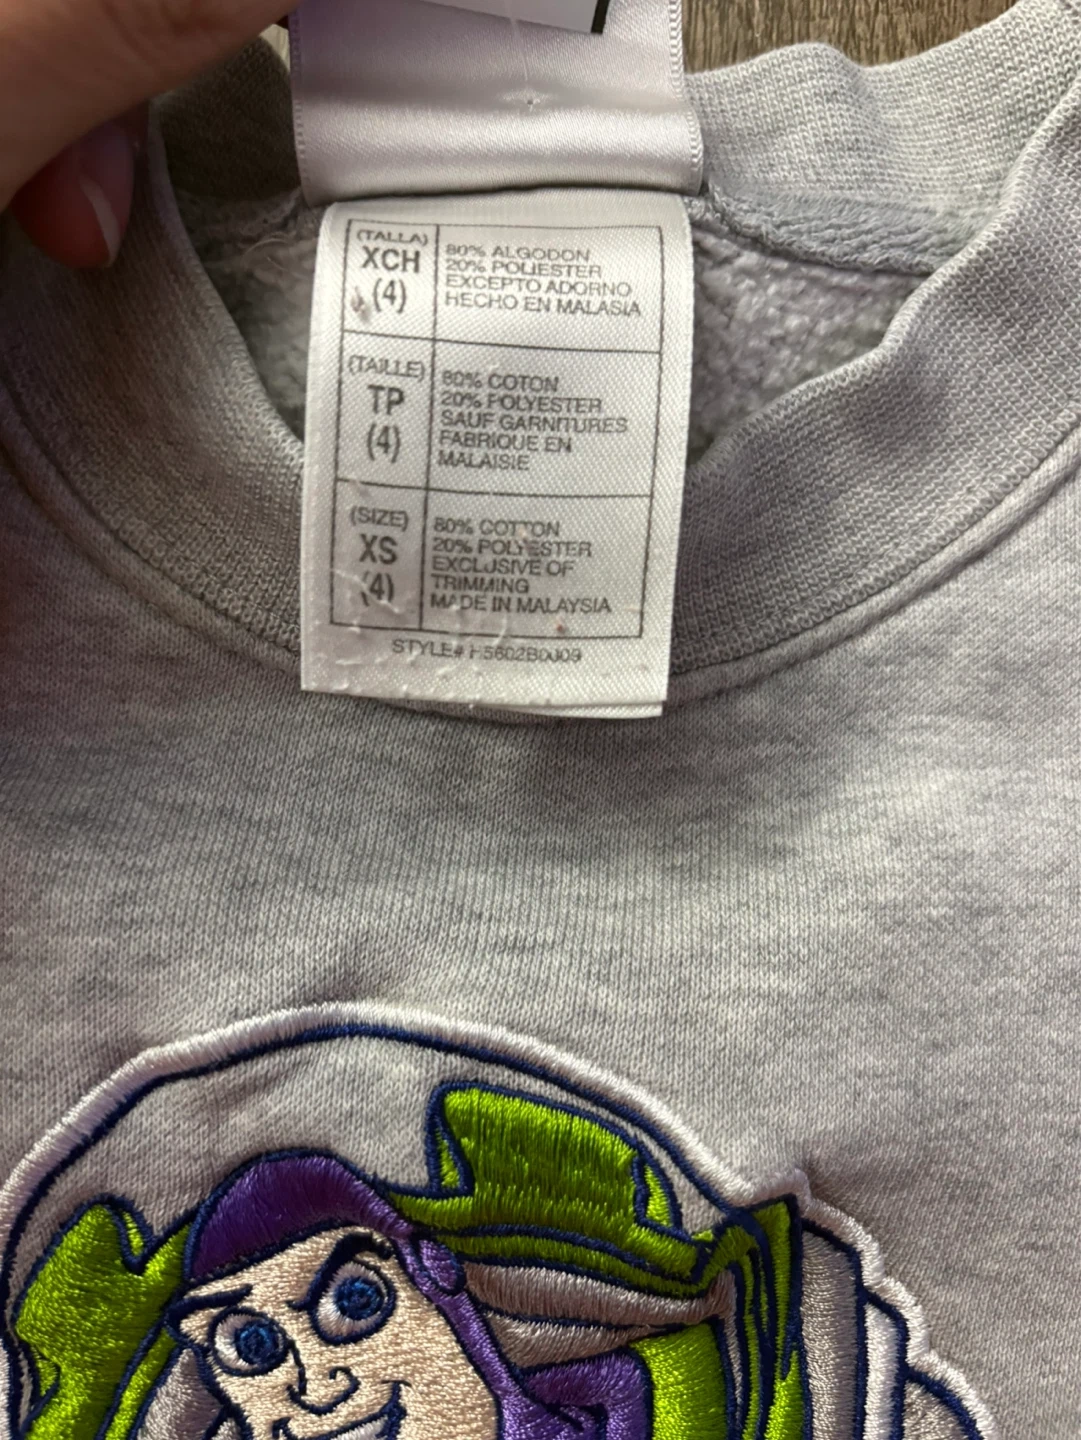 (TALLA)
XCH
(4)
80% ALGODON
20% POLIESTER
EXCEPTO ADORNO
HECHO EN MALASIA
(TAILLE)
TP
(4)
80% COTON
20% POLYESTER
SAUF GARNITURES
FABRIQUE EN
MALAISIE
(SIZE)
XS
(4)
80% COTTON
20% POLYESTER
EXCLUSIVE OF
TRIMMING
MADE IN MALAYSIA
STYLE#